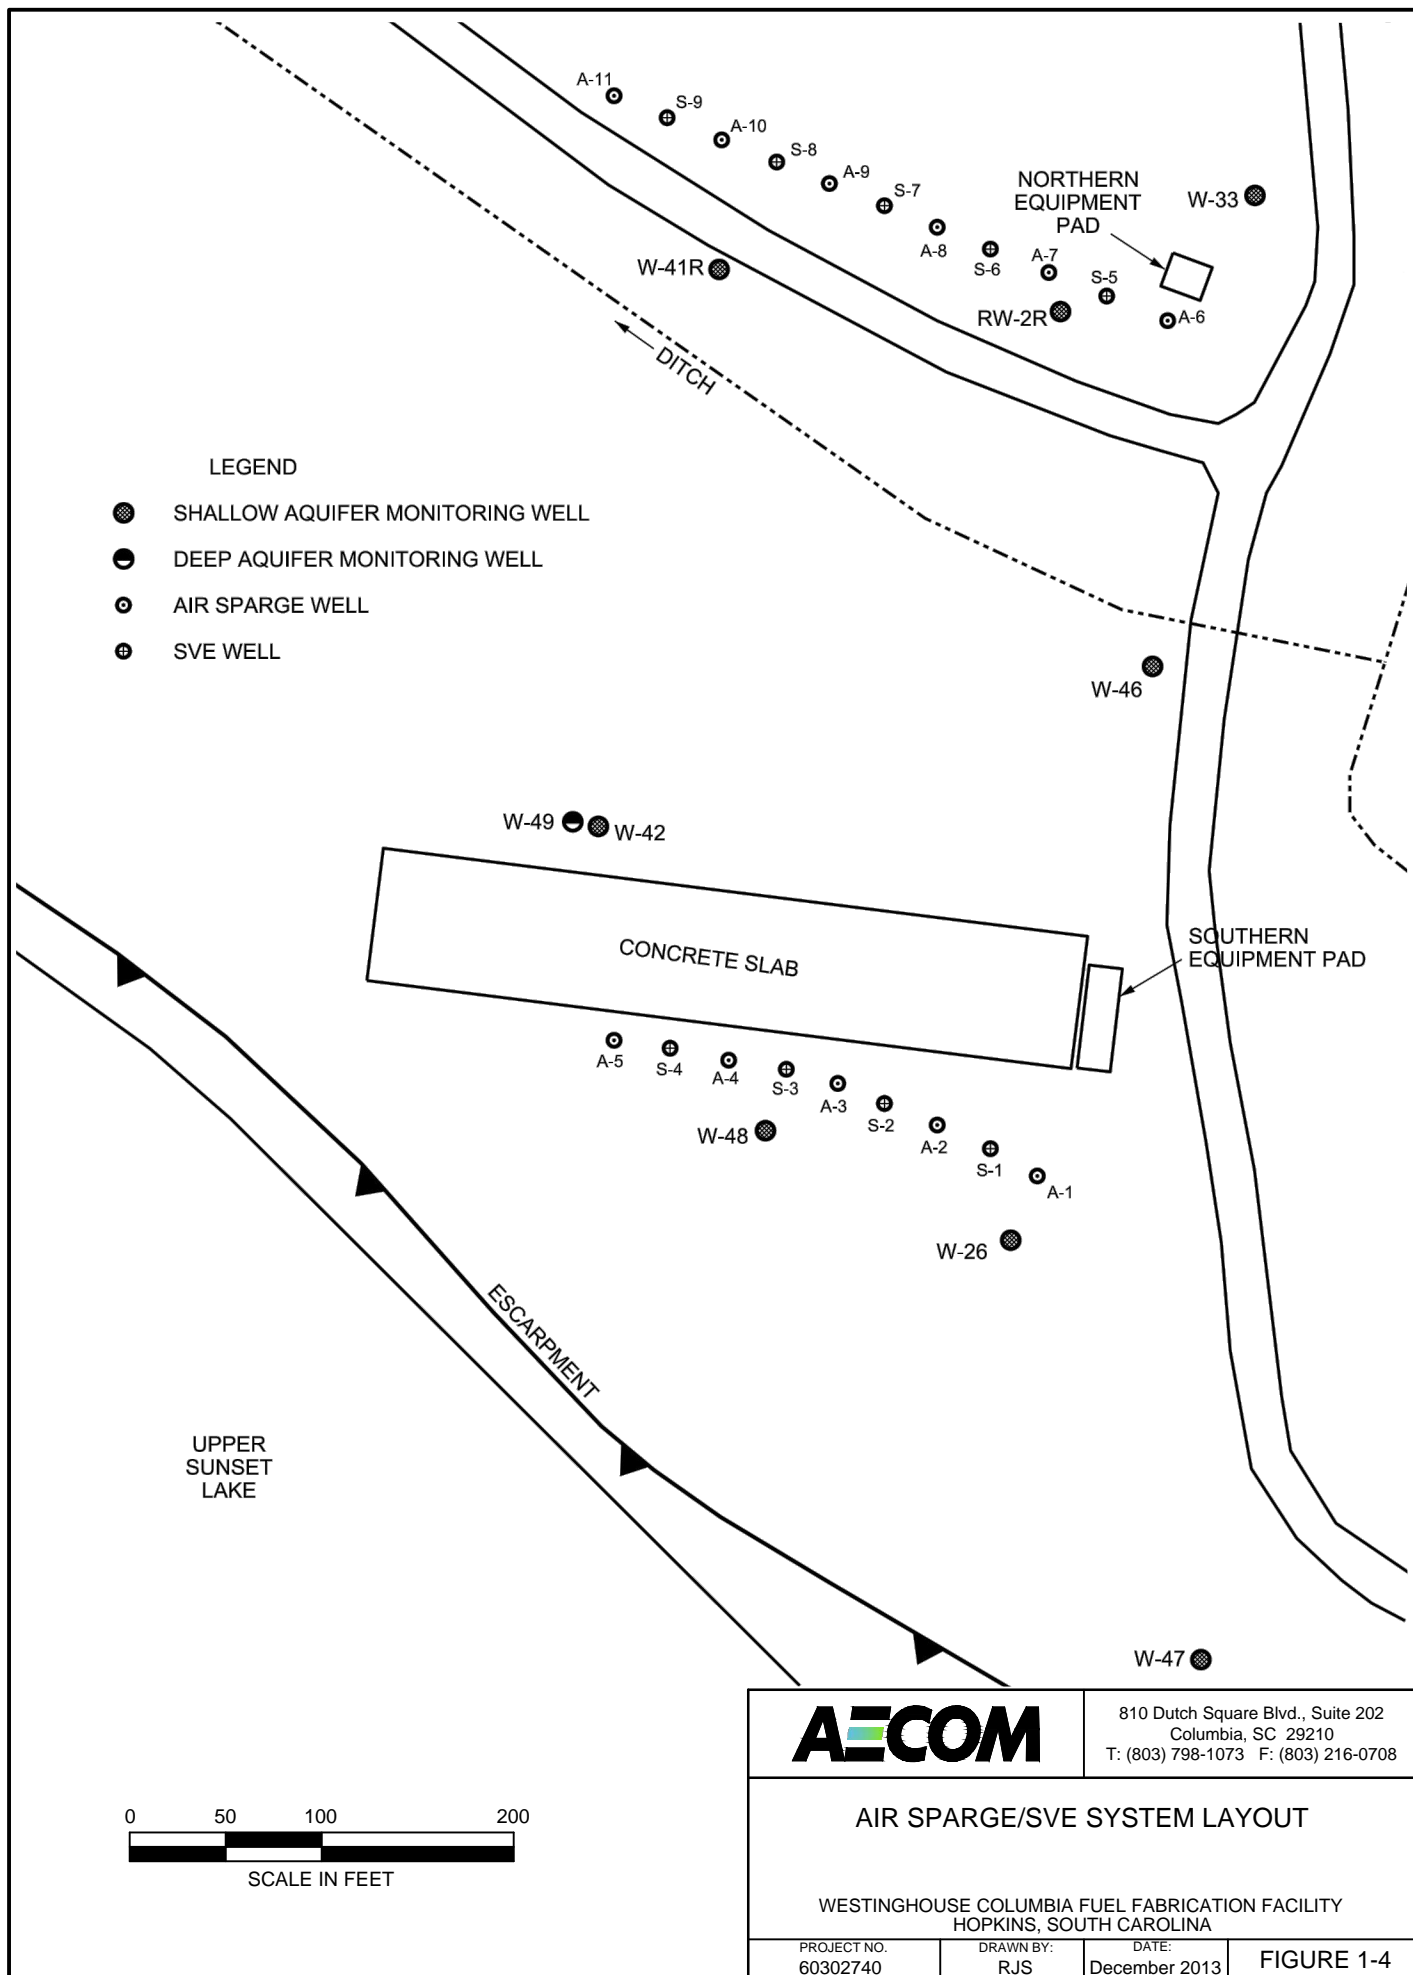 A-11
S-9
A-10
S-8
A-9
S-7
A-8
S-6
A-7
S-5
A-6
NORTHERN
EQUIPMENT
PAD
W-33
W-41R
RW-2R
DITCH
LEGEND
SHALLOW AQUIFER MONITORING WELL
DEEP AQUIFER MONITORING WELL
AIR SPARGE WELL
SVE WELL
W-46
W-49
W-42
CONCRETE SLAB
SOUTHERN
EQUIPMENT PAD
A-5
S-4
A-4
S-3
A-3
S-2
A-2
S-1
A-1
W-48
W-26
ESCARPMENT
UPPER
SUNSET
LAKE
W-47
0 50 100 200
SCALE IN FEET
AECOM
810 Dutch Square Blvd., Suite 202
Columbia, SC 29210
T: (803) 798-1073 F: (803) 216-0708
AIR SPARGE/SVE SYSTEM LAYOUT
WESTINGHOUSE COLUMBIA FUEL FABRICATION FACILITY
HOPKINS, SOUTH CAROLINA
PROJECT NO.
60302740
DRAWN BY:
RJS
DATE:
December 2013
FIGURE 1-4